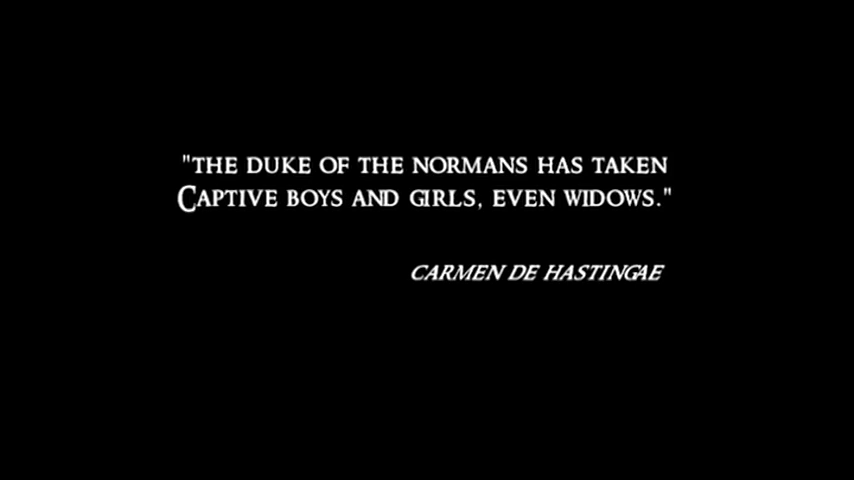 "THE DUKE OF THE NORMANS HAS TAKEN
CAPTIVE BOYS AND GIRLS, EVEN WIDOWS."
CARMEN DE HASTINGAE